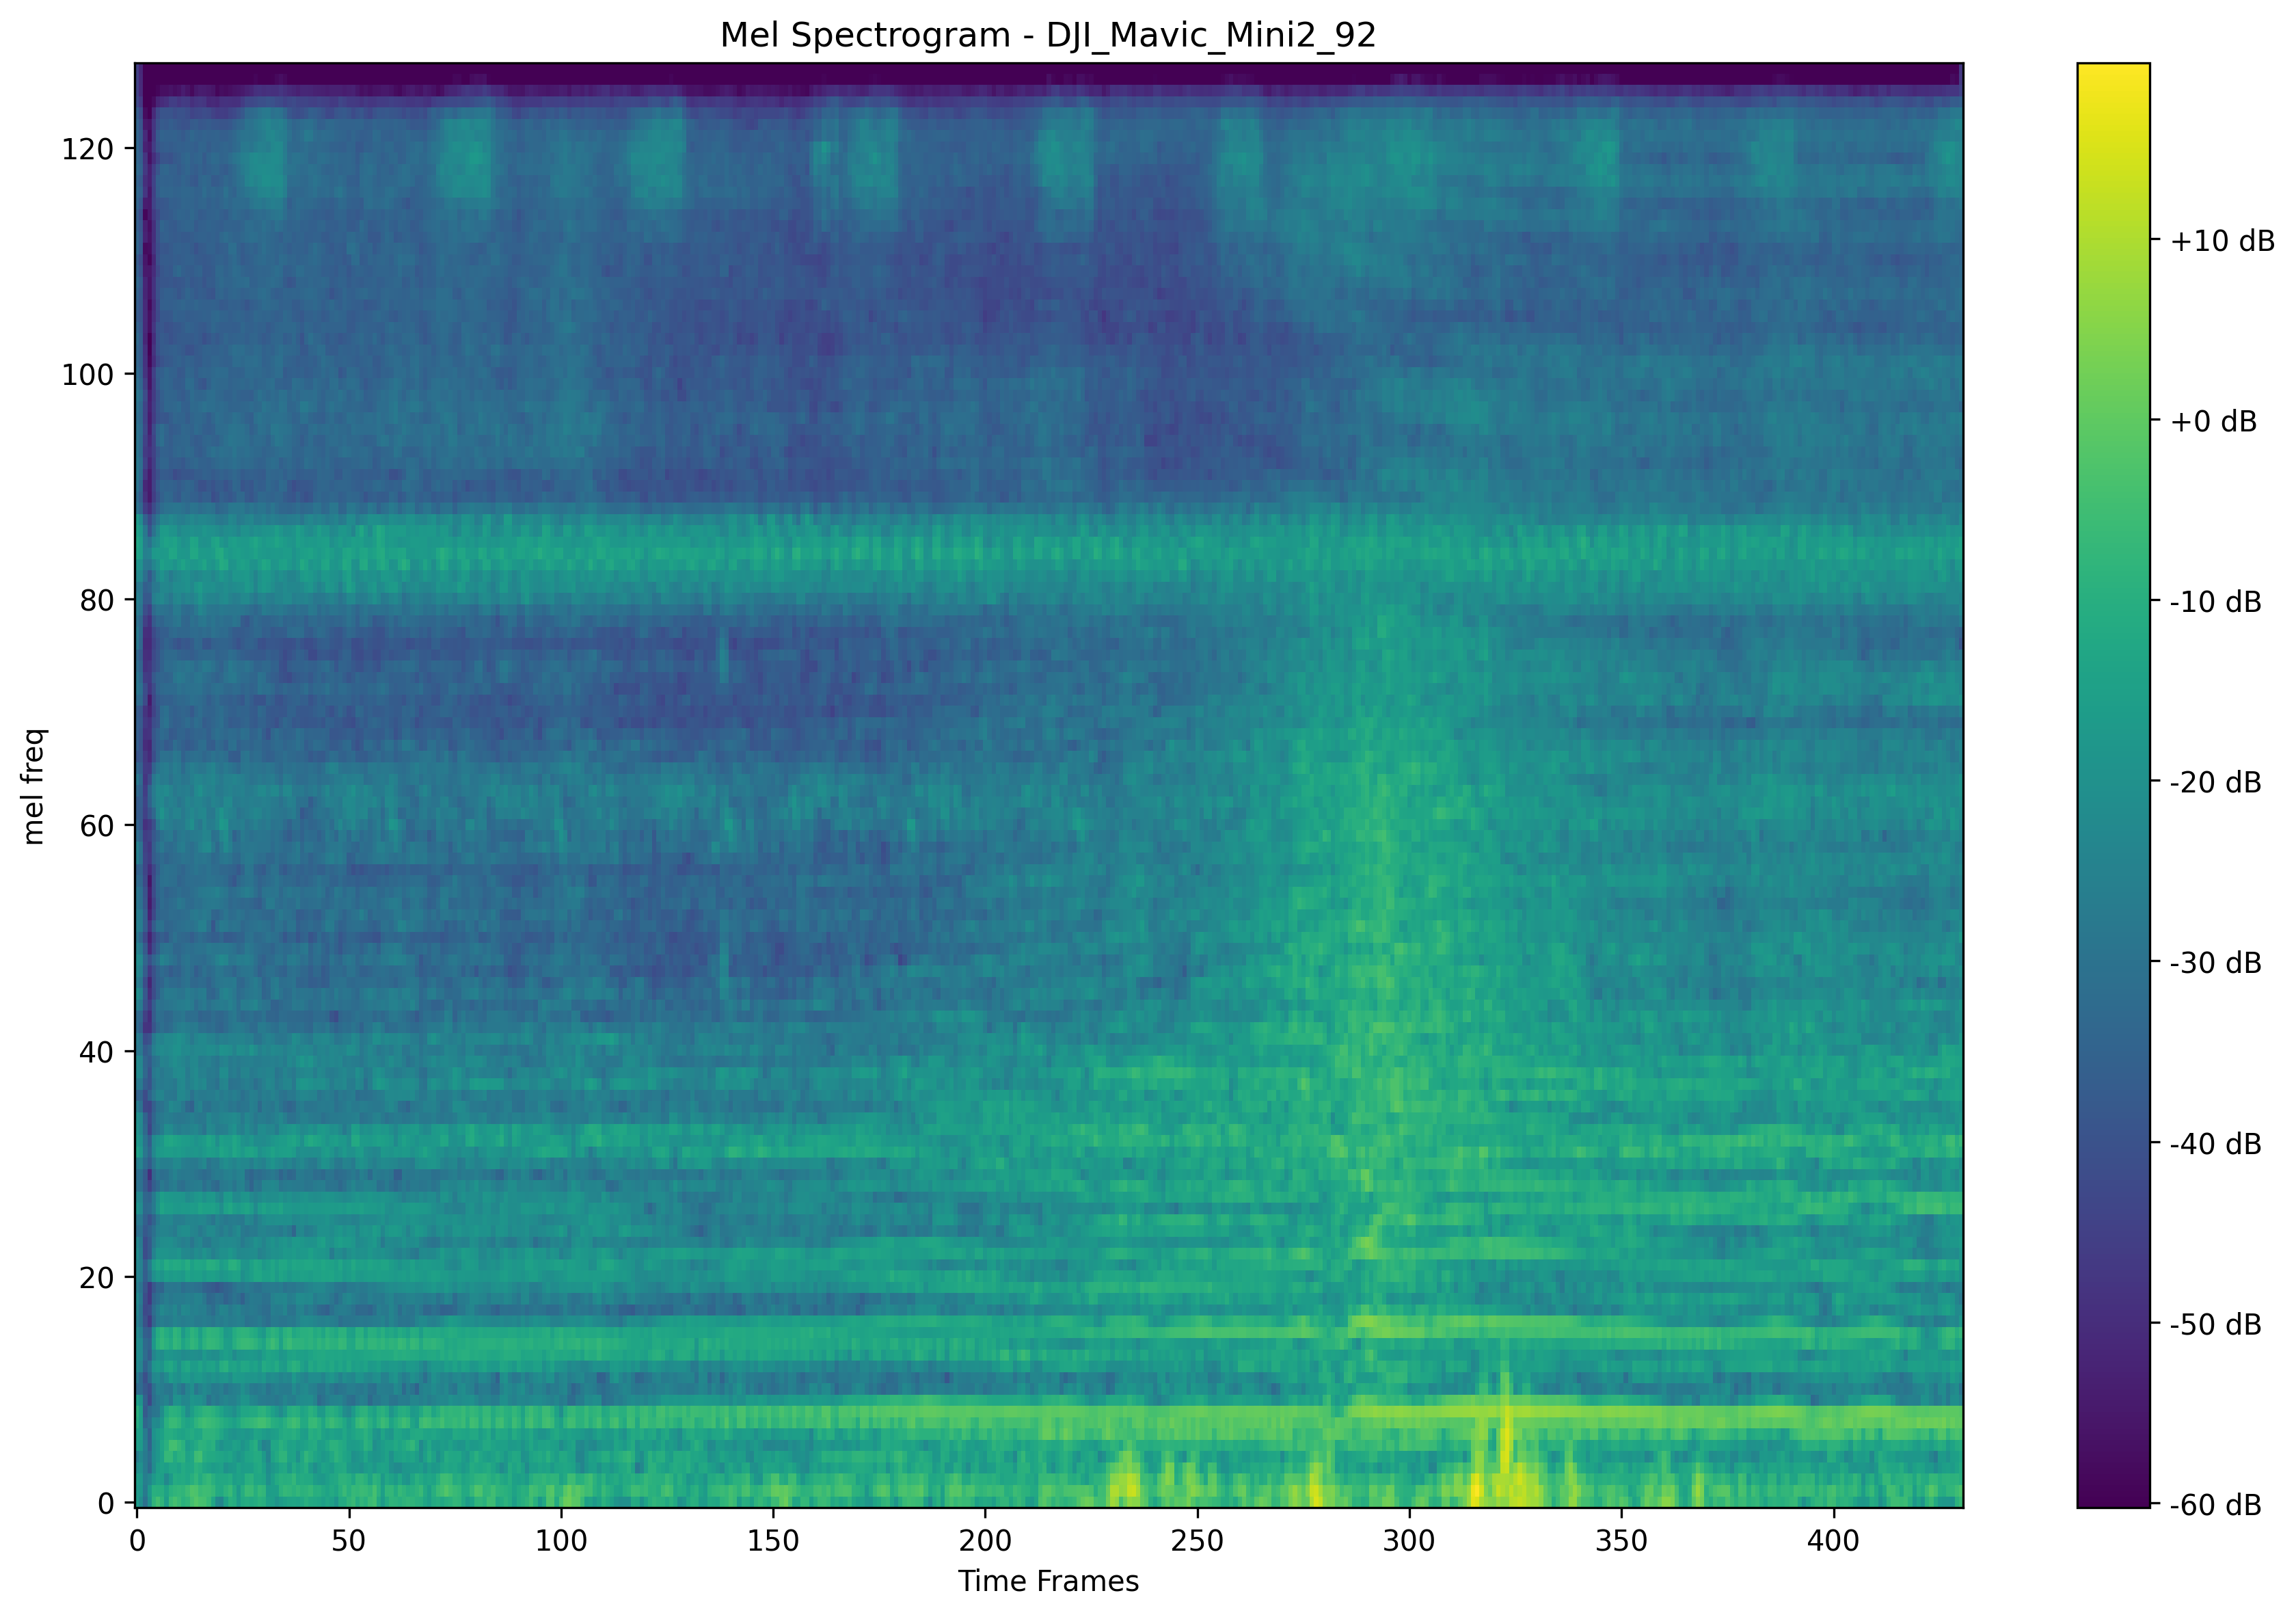 Mel Spectrogram - DJI_Mavic_Mini2_92
mel freq
120
100
80
60
40
20
0
0 50 100 150 200 250 300 350 400
Time Frames
+10 dB
+0 dB
-10 dB
-20 dB
-30 dB
-40 dB
-50 dB
-60 dB